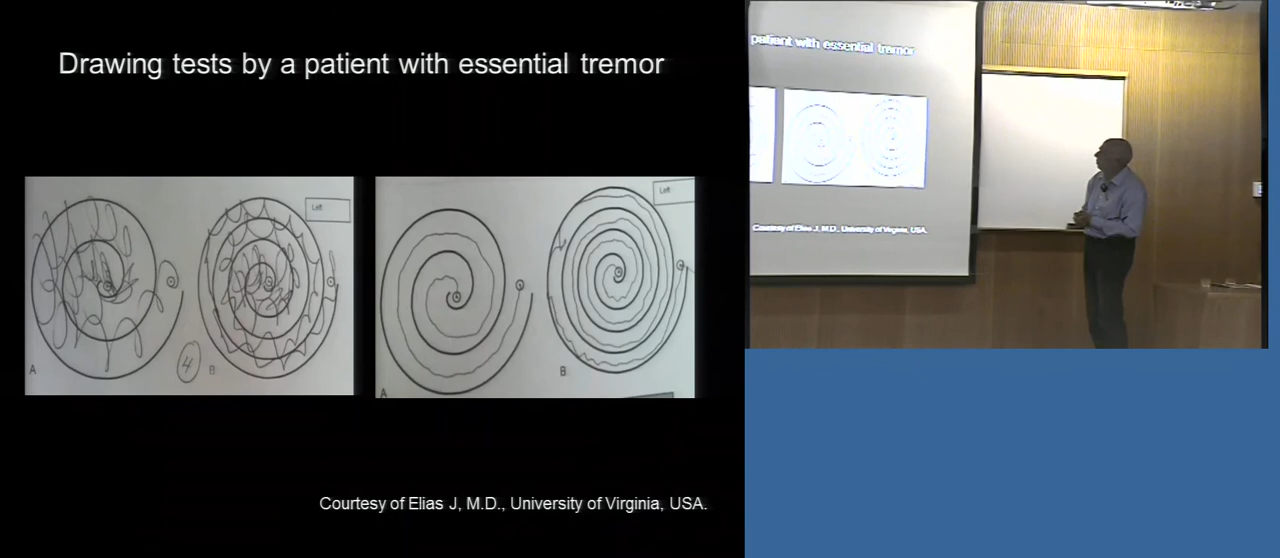 Drawing tests by a patient with essential tremor
Left:
Left:
A
4
B
A
B
Courtesy of Elias J, M.D., University of Virginia, USA.
patient with essential tremor
Courtesy of Elias J, M.D., University of Virginia, USA.